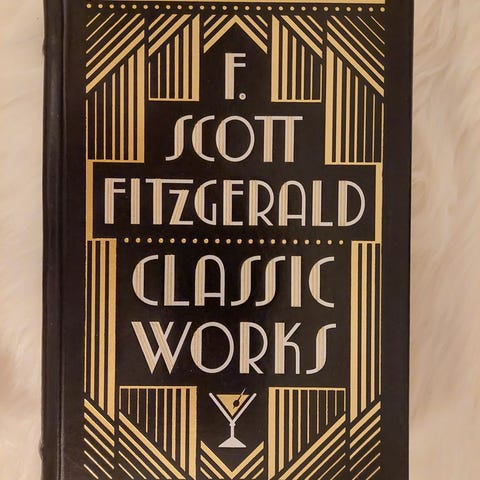 F.
SCOTT
FITZGERALD
CLASSIC
WORKS